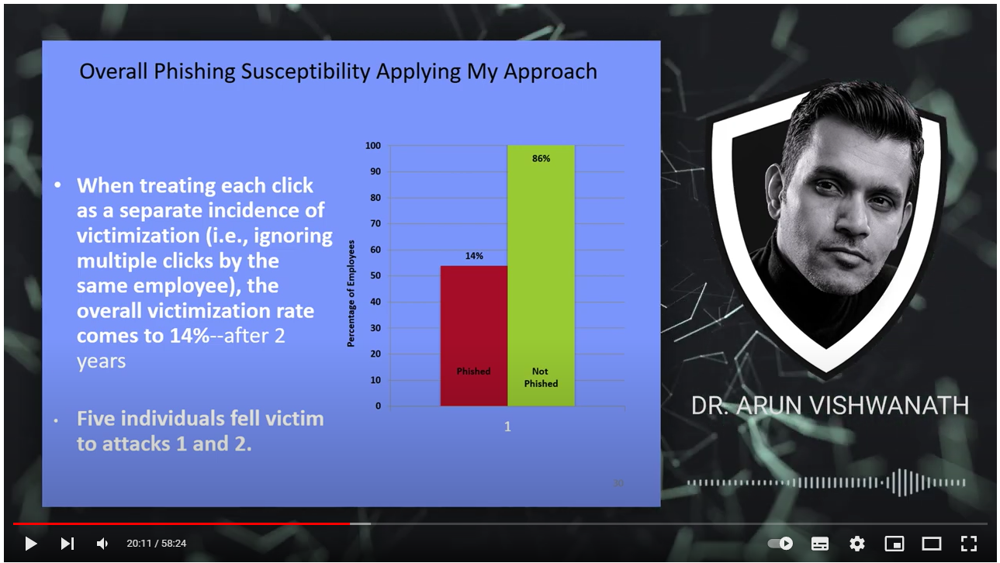 Overall Phishing Susceptibility Applying My Approach
• When treating each click
as a separate incidence of
victimization (i.e., ignoring
multiple clicks by the
same employee), the
overall victimization rate
comes to 14%--after 2
years
• Five individuals fell victim
to attacks 1 and 2.
Percentage of Employees
100
90
80
70
60
50
40
30
20
10
0
14%
86%
Phished
Not
Phished
1
30
DR. ARUN VISHWANATH
20:11 / 58:24